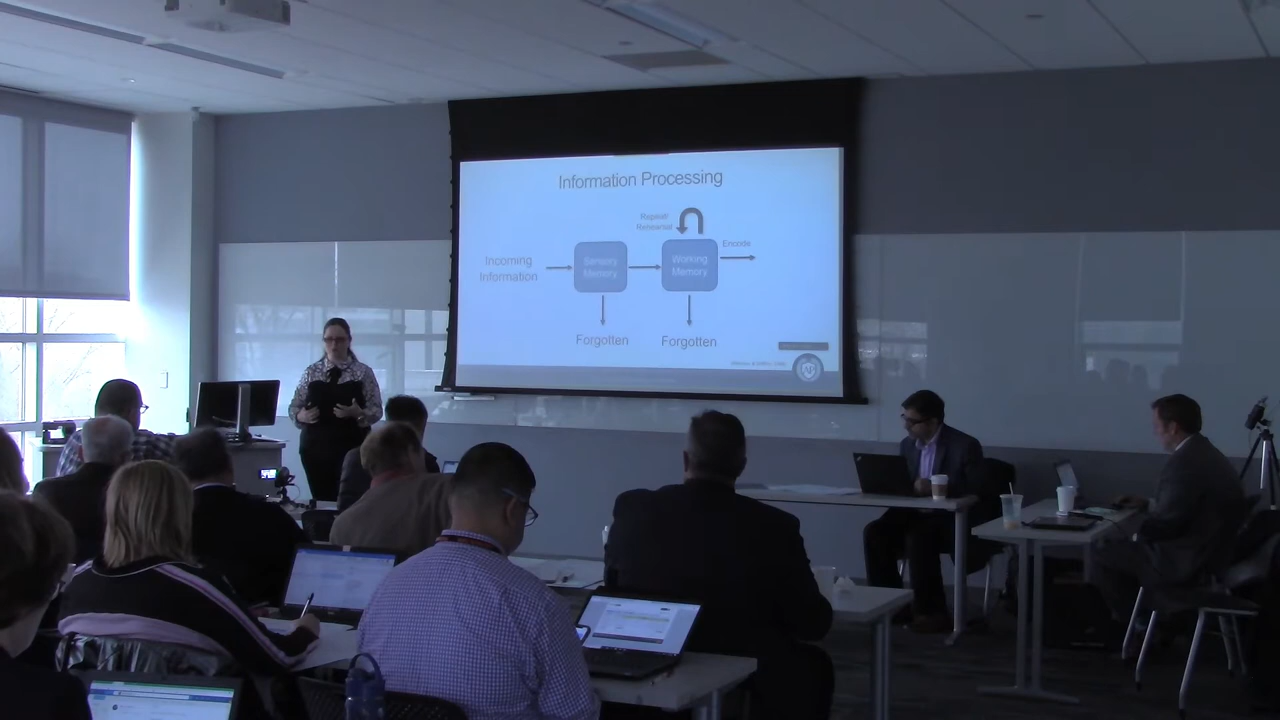 Information Processing
Repeat/
Rehearsal
Encode
Incoming
Information
Sensory
Memory
Working
Memory
Forgotten
Forgotten